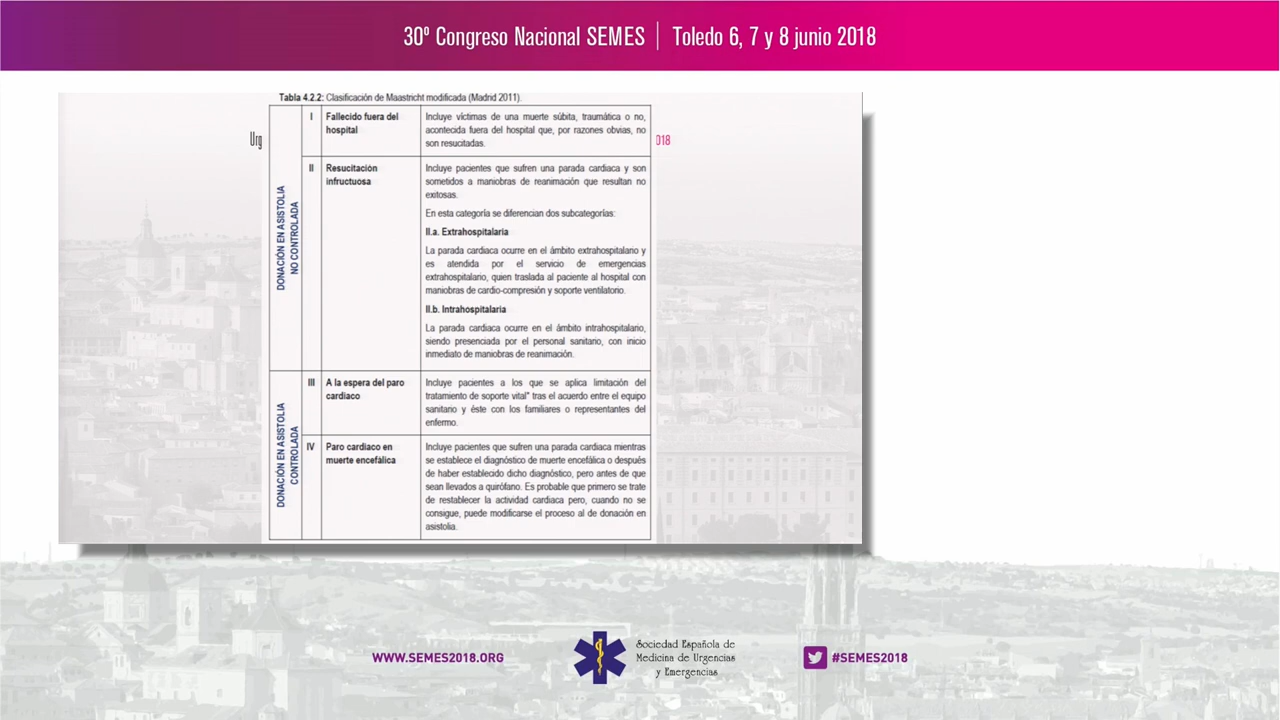 30º Congreso Nacional SEMES | Toledo 6, 7 y 8 junio 2018
Tabla 4.2.2: Clasificación de Maastricht modificada (Madrid 2011).
Urg
018
DONACIÓN EN ASISTOLIA
NO CONTROLADA
I
Fallecido fuera del
hospital
Incluye víctimas de una muerte súbita, traumática o no,
acontecida fuera del hospital que, por razones obvias, no
son resucitadas.
II
Resucitación
infructuosa
Incluye pacientes que sufren una parada cardiaca y son
sometidos a maniobras de reanimación que resultan no
exitosas.
En esta categoría se diferencian dos subcategorías:
II.a. Extrahospitalaria
La parada cardiaca ocurre en el ámbito extrahospitalario y
es atendida por el servicio de emergencias
extrahospitalario, quien traslada al paciente al hospital con
maniobras de cardio-compresión y soporte ventilatorio.
II.b. Intrahospitalaria
La parada cardiaca ocurre en el ámbito intrahospitalario,
siendo presenciada por el personal sanitario, con inicio
inmediato de maniobras de reanimación.
DONACIÓN EN ASISTOLIA
CONTROLADA
III
A la espera del paro
cardiaco
Incluye pacientes a los que se aplica limitación del
tratamiento de soporte vital* tras el acuerdo entre el equipo
sanitario y éste con los familiares o representantes del
enfermo.
IV
Paro cardiaco en
muerte encefálica
Incluye pacientes que sufren una parada cardiaca mientras
se establece el diagnóstico de muerte encefálica o después
de haber establecido dicho diagnóstico, pero antes de que
sean llevados a quirófano. Es probable que primero se trate
de restablecer la actividad cardiaca pero, cuando no se
consigue, puede modificarse el proceso al de donación en
asistolia.
WWW.SEMES2018.ORG
Sociedad Española de
Medicina de Urgencias
y Emergencias
#SEMES2018